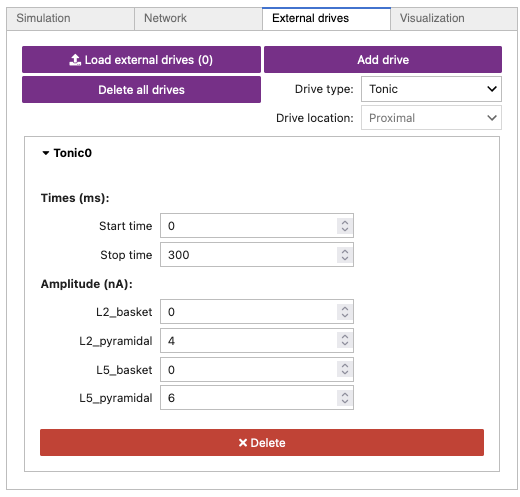 Simulation Network External drives Visualization
Load external drives (0) Add drive
Delete all drives Drive type: Tonic
Drive location: Proximal
Tonic0
Times (ms):
Start time 0
Stop time 300
Amplitude (nA):
L2_basket 0
L2_pyramidal 4
L5_basket 0
L5_pyramidal 6
Delete